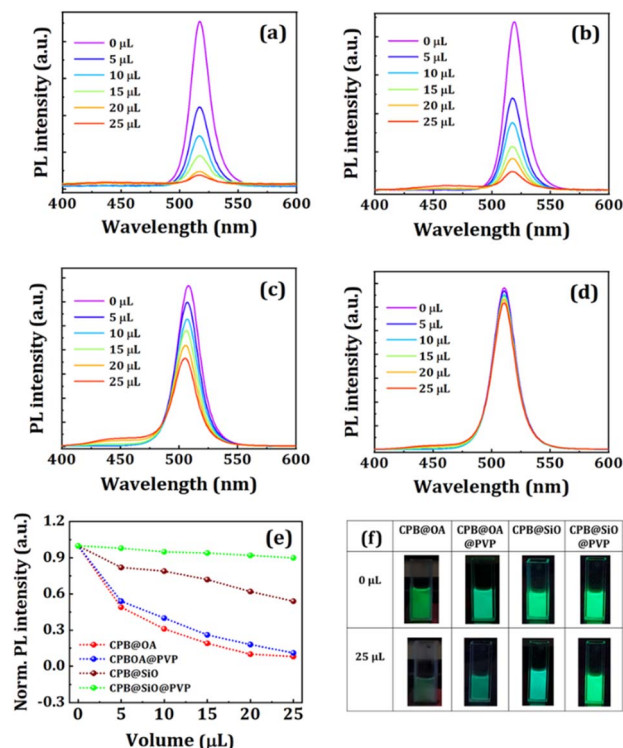 (a)
0 μL
5 μL
10 μL
15 μL
20 μL
25 μL
PL intensity (a.u.)
400 450 500 550 600
Wavelength (nm)
(b)
0 μL
5 μL
10 μL
15 μL
20 μL
25 μL
PL intensity (a.u.)
400 450 500 550 600
Wavelength (nm)
(c)
0 μL
5 μL
10 μL
15 μL
20 μL
25 μL
PL intensity (a.u.)
400 450 500 550 600
Wavelength (nm)
(d)
0 μL
5 μL
10 μL
15 μL
20 μL
25 μL
PL intensity (a.u.)
400 450 500 550 600
Wavelength (nm)
(e)
1.2
0.9
0.6
0.3
0.0
-0.3
Norm. PL intensity (a.u.)
CPB@OA
CPBOA@PVP
CPB@SiO
CPB@SiO@PVP
0 5 10 15 20 25
Volume (μL)
(f)
CPB@OA
CPB@OA
@PVP
CPB@SiO
CPB@SiO
@PVP
0 μL
25 μL